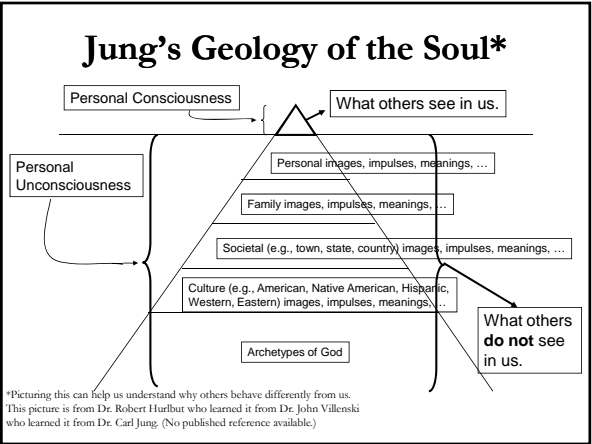 Jung's Geology of the Soul*
Personal Consciousness
What others see in us.
Personal
Unconsciousness
Personal images, impulses, meanings, …
Family images, impulses, meanings, …
Societal (e.g., town, state, country) images, impulses, meanings, …
Culture (e.g., American, Native American, Hispanic,
Western, Eastern) images, impulses, meanings, …
What others
do not see
in us.
Archetypes of God
*Picturing this can help us understand why others behave differently from us.
This picture is from Dr. Robert Hurlbut who learned it from Dr. John Villenski
who learned it from Dr. Carl Jung. (No published reference available.)